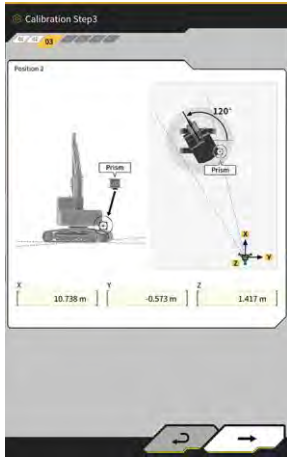 Calibration Step3
03
Position 2
120°
Prism
Prism
X
Y
Z
X Y Z
10.738 m -0.573 m 1.417 m